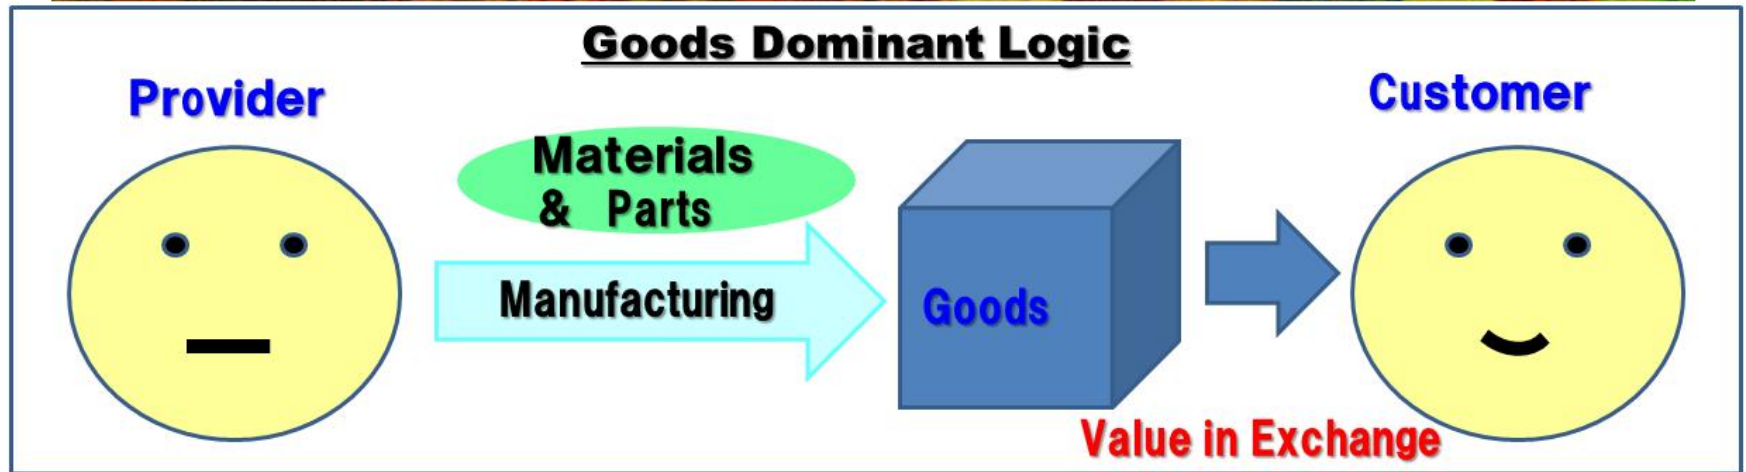 Goods Dominant Logic
Provider
Customer
Materials
& Parts
Manufacturing
Goods
Value in Exchange